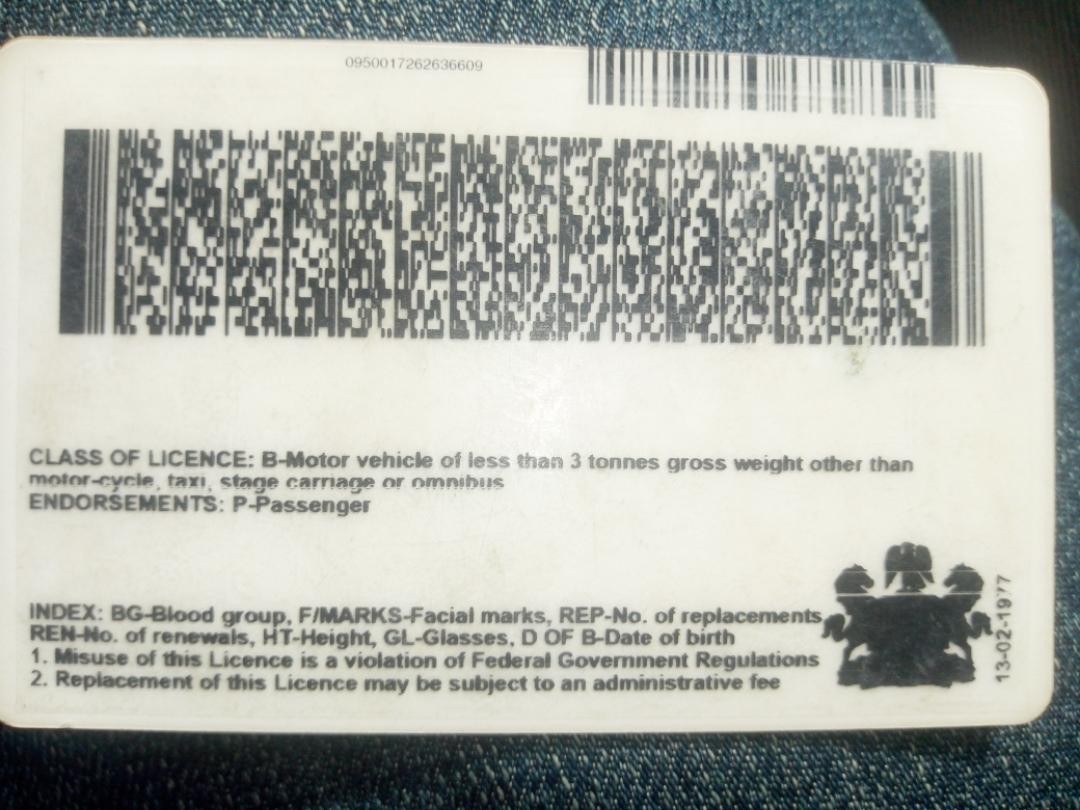 0950017262636609
CLASS OF LICENCE: B-Motor vehicle of less than 3 tonnes gross weight other than
motor-cycle, taxi, stage carriage or omnibus
ENDORSEMENTS: P-Passenger
INDEX: BG-Blood group, F/MARKS-Facial marks, REP-No. of replacements,
REN-No. of renewals, HT-Height, GL-Glasses, D OF B-Date of birth
1. Misuse of this Licence is a violation of Federal Government Regulations
2. Replacement of this Licence may be subject to an administrative fee
13-02-1977